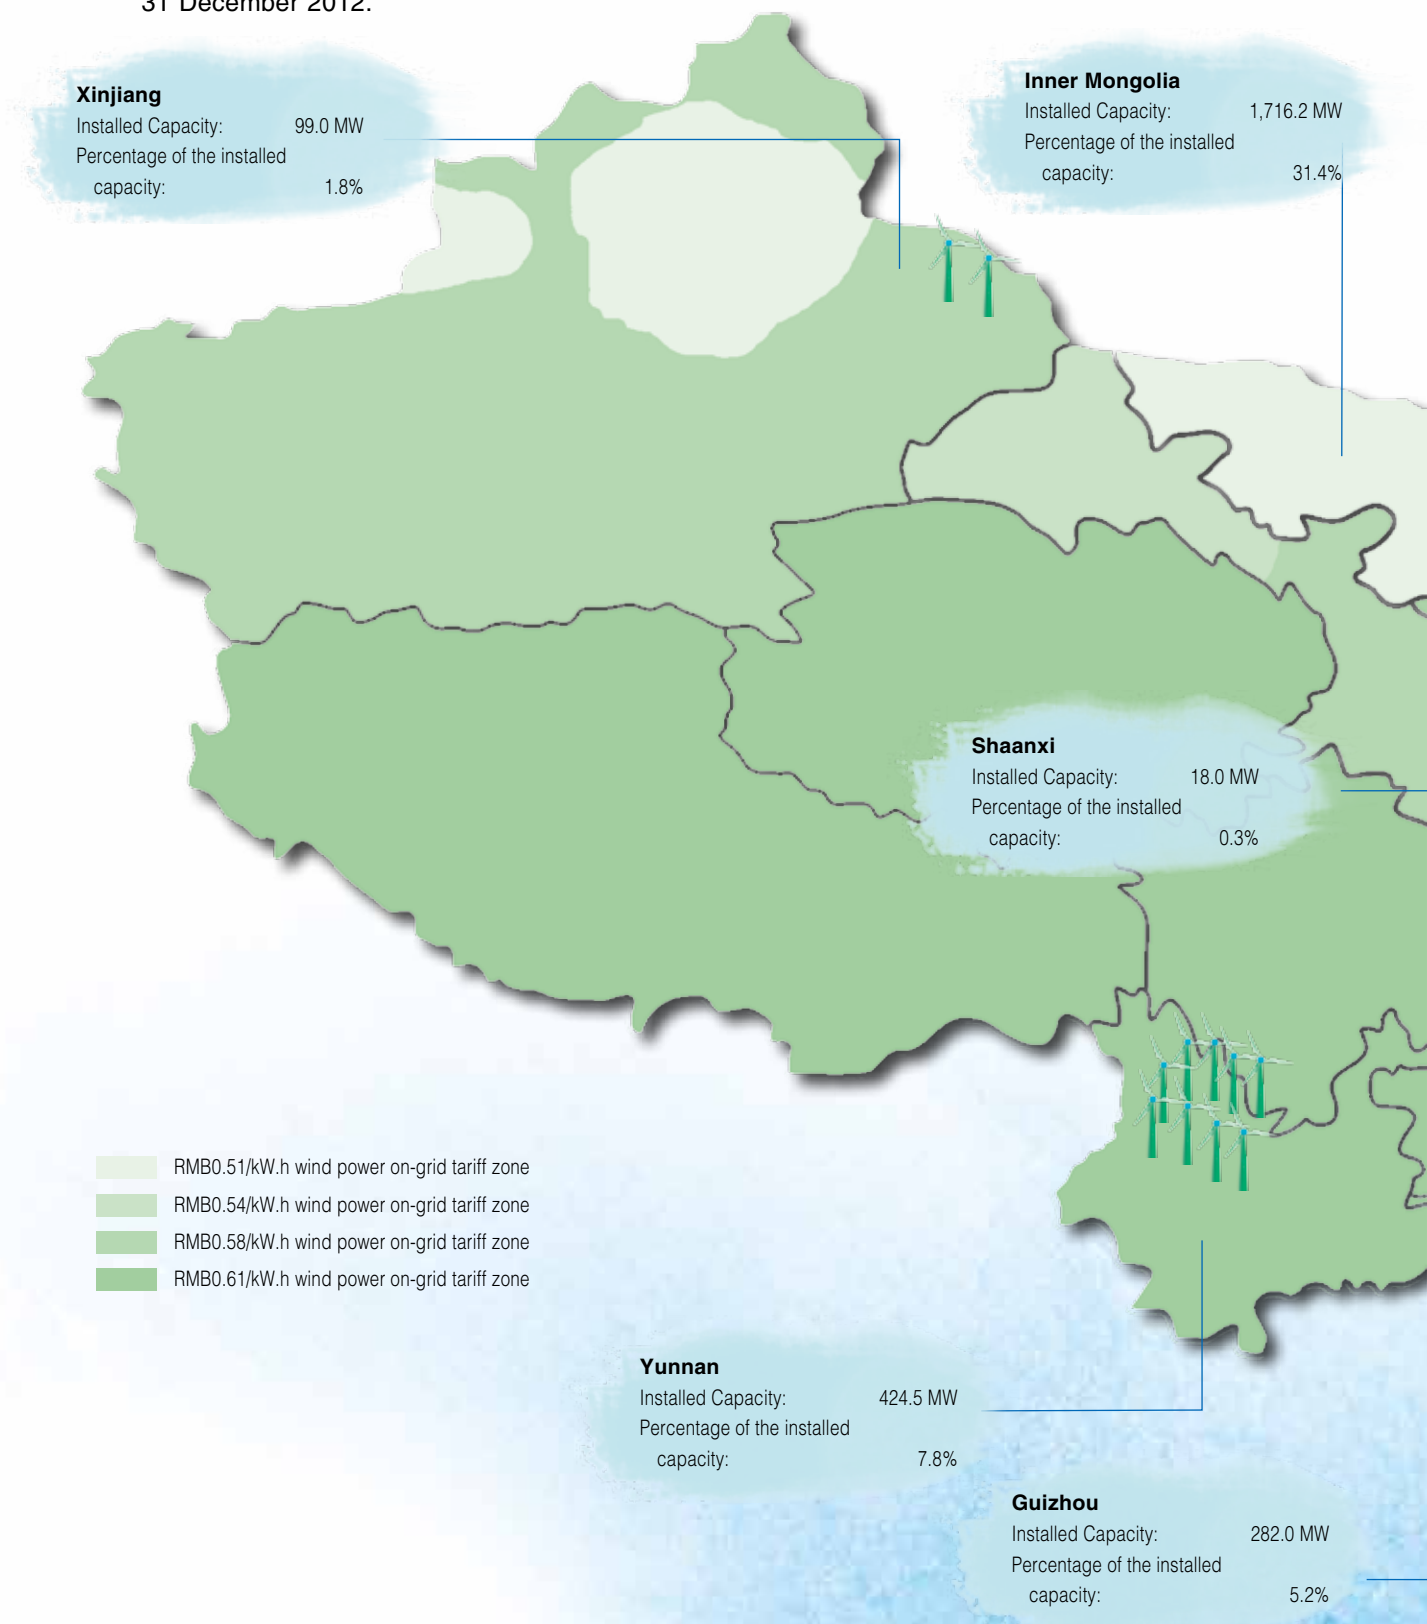 31 December 2012.
Xinjiang
Installed Capacity: 99.0 MW
Percentage of the installed
capacity: 1.8%
Inner Mongolia
Installed Capacity: 1,716.2 MW
Percentage of the installed
capacity: 31.4%
Shaanxi
Installed Capacity: 18.0 MW
Percentage of the installed
capacity: 0.3%
RMB0.51/kW.h wind power on-grid tariff zone
RMB0.54/kW.h wind power on-grid tariff zone
RMB0.58/kW.h wind power on-grid tariff zone
RMB0.61/kW.h wind power on-grid tariff zone
Yunnan
Installed Capacity: 424.5 MW
Percentage of the installed
capacity: 7.8%
Guizhou
Installed Capacity: 282.0 MW
Percentage of the installed
capacity: 5.2%